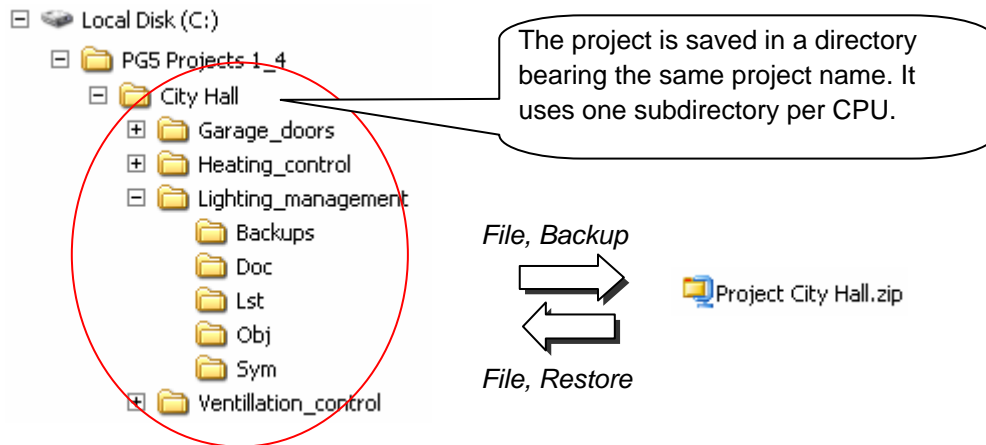 Local Disk (C:)
PG5 Projects 1_4
City Hall
Garage_doors
Heating_control
Lighting_management
Backups
Doc
Lst
Obj
Sym
Ventillation_control
The project is saved in a directory
bearing the same project name. It
uses one subdirectory per CPU.
File, Backup
Project City Hall.zip
File, Restore